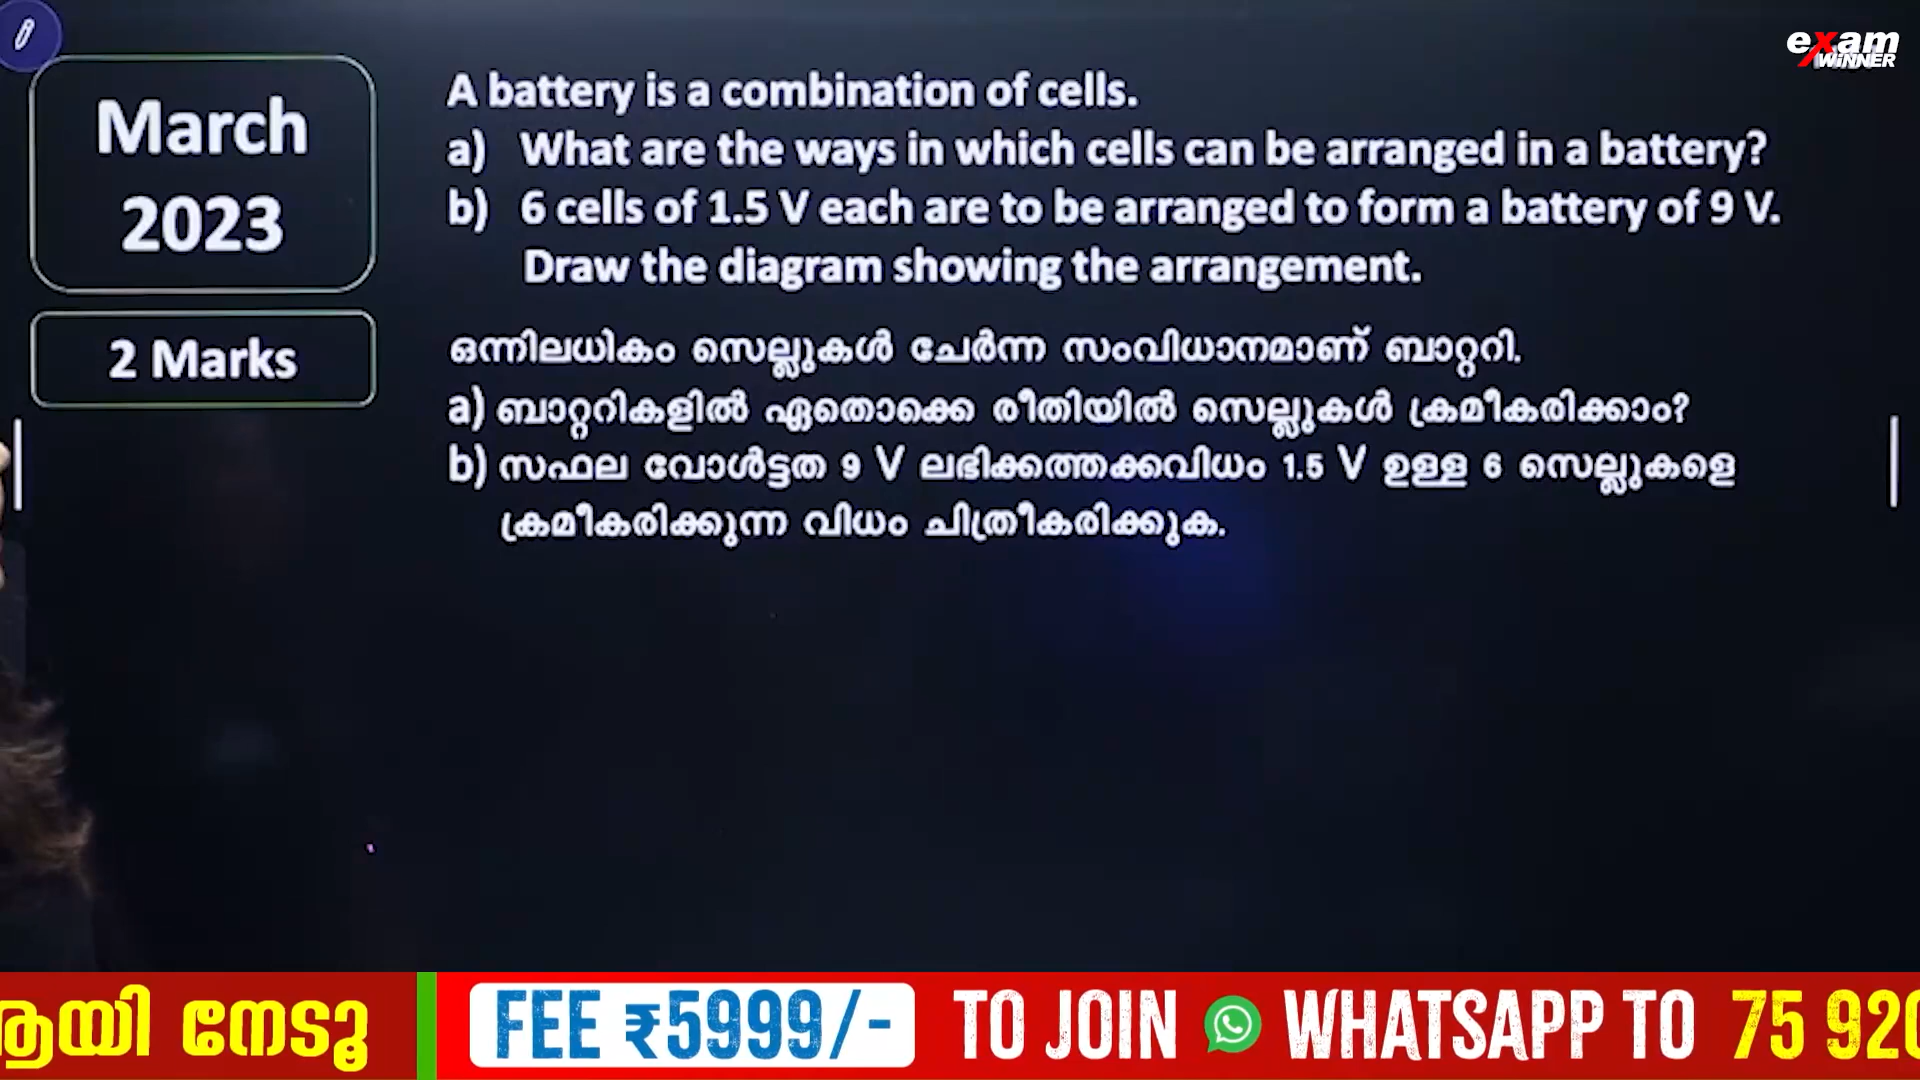 exam
WINNER
March
2023
2 Marks
A battery is a combination of cells.
a) What are the ways in which cells can be arranged in a battery?
b) 6 cells of 1.5 V each are to be arranged to form a battery of 9 V.
Draw the diagram showing the arrangement.
ഒന്നിലധികം സെല്ലുകൾ ചേർന്ന സംവിധാനമാണ് ബാറ്ററി.
a) ബാറ്ററികളിൽ ഏതൊക്കെ രീതിയിൽ സെല്ലുകൾ ക്രമീകരിക്കാം?
b) സഫല വോൾട്ടത 9 V ലഭിക്കത്തക്കവിധം 1.5 V ഉള്ള 6 സെല്ലുകളെ
ക്രമീകരിക്കുന്ന വിധം ചിത്രീകരിക്കുക.
ആയി നേടൂ FEE ₹5999/- TO JOIN WHATSAPP TO 75 920